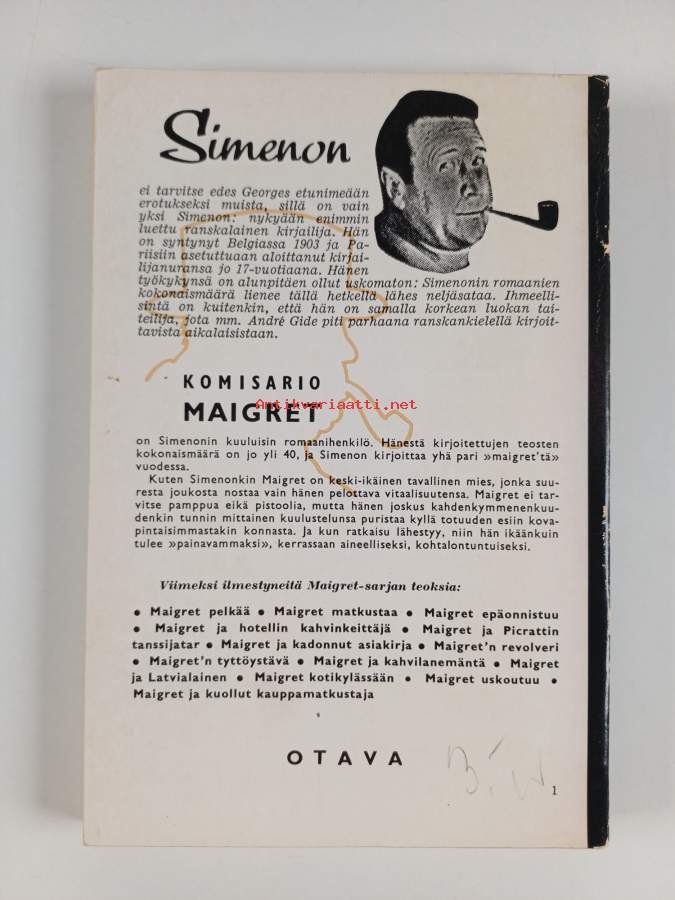 Simenon
ei tarvitse edes Georges etunimeään
erotukseksi muista, sillä on vain
yksi Simenon: nykyään enimmin
luettu ranskalainen kirjailija. Hän
on syntynyt Belgiassa 1903 ja Pa-
riisiin asetuttuaan aloittanut kirjai-
lijanuransa jo 17-vuotiaana. Hänen
työkykynsä on alunpitäen ollut uskomaton: Simenonin romaanien
kokonaismäärä lienee tällä hetkellä lähes neljäsataa. Ihmeelli-
sintä on kuitenkin, että hän on samalla korkean luokan tai-
teilija, jota mm. André Gide piti parhaana ranskankielellä kirjoit-
tavista aikalaisistaan.
KOMISARIO
MAIGRET
Antikvariaatti.net
on Simenonin kuuluisin romaanihenkilö. Hänestä kirjoitettujen teosten
kokonaismäärä on jo yli 40, ja Simenon kirjoittaa yhä pari »maigret'tä»
vuodessa.
Kuten Simenonkin Maigret on keski-ikäinen tavallinen mies, jonka suu-
resta joukosta nostaa vain hänen pelottava vitaalisuutensa. Maigret ei tar-
vitse pamppua eikä pistoolia, mutta hänen joskus kahdenkymmenenkuu-
denkin tunnin mittainen kuulustelunsa puristaa kyllä totuuden esiin kova-
pintaisimmastakin konnasta. Ja kun ratkaisu lähestyy, niin hän ikäänkuin
tulee »painavammaksi», kerrassaan aineelliseksi, kohtalontuntuiseksi.
Viimeksi ilmestyneitä Maigret-sarjan teoksia:
● Maigret pelkää ● Maigret matkustaa ● Maigret epäonnistuu
● Maigret ja hotellin kahvinkeittäjä ● Maigret ja Picrattin
tanssijatar ● Maigret ja kadonnut asiakirja ● Maigret'n revolveri
● Maigret'n tyttöystävä ● Maigret ja kahvilanemäntä ● Maigret
ja Latvialainen ● Maigret kotikylässään ● Maigret uskoutuu ●
Maigret ja kuollut kauppamatkustaja
OTAVA
1